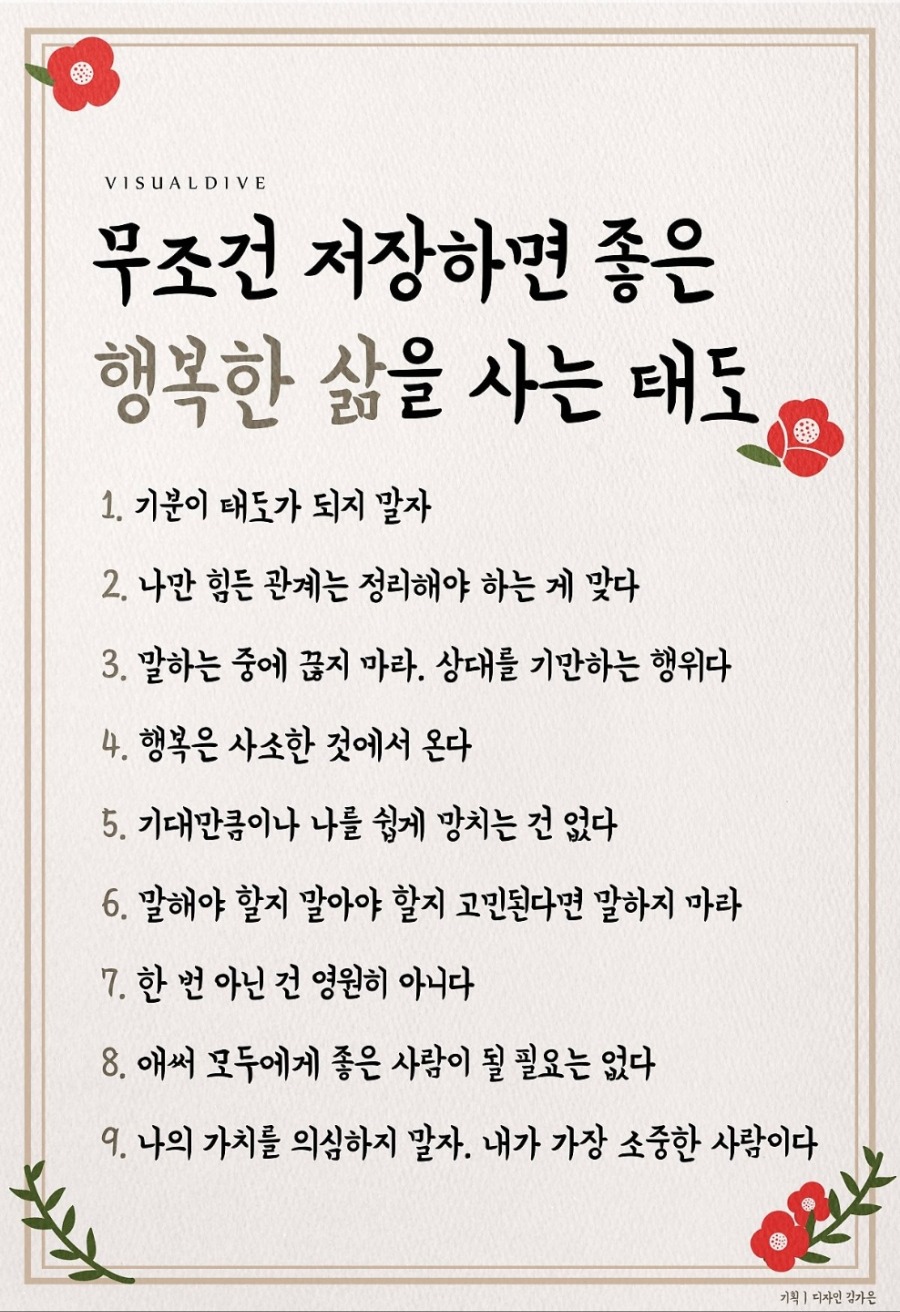 VISUALDIVE
무조건 저장하면 좋은
행복한 삶을 사는 태도
1. 기분이 태도가 되지 말자
2. 나만 힘든 관계는 정리해야 하는 게 맞다
3. 말하는 중에 끊지 마라. 상대를 기만하는 행위다
4. 행복은 사소한 것에서 온다
5. 기대만큼이나 나를 쉽게 망치는 건 없다
6. 말해야 할지 말아야 할지 고민된다면 말하지 마라
7. 한 번 아닌 건 영원히 아니다
8. 애써 모두에게 좋은 사람이 될 필요는 없다
9. 나의 가치를 의심하지 말자. 내가 가장 소중한 사람이다
기획 | 디자인 김가은